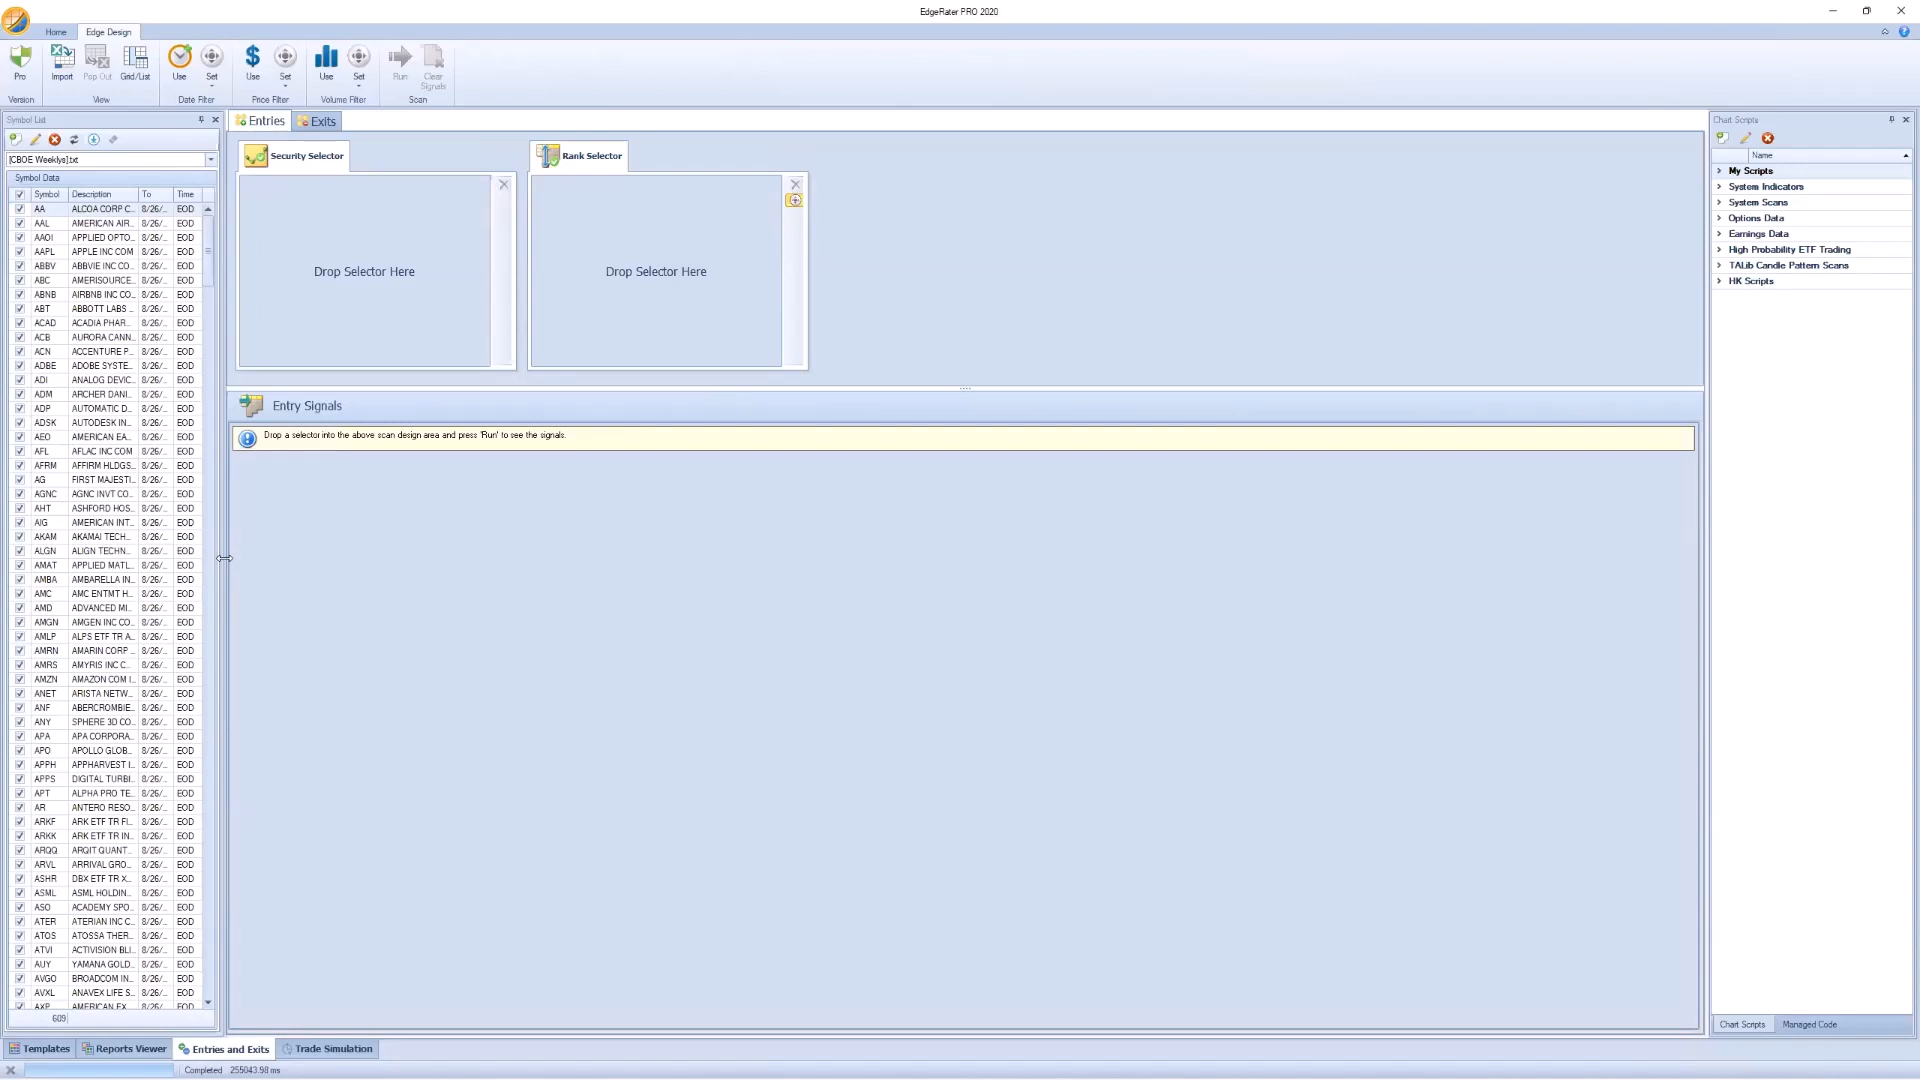 EdgeRater PRO 2020
Home
Edge Design
Pro
Import
Pop Out
Grid/List
Use
Set
Use
Set
Use
Set
Run
Clear
Signals
Version
View
Date Filter
Price Filter
Volume Filter
Scan
Symbol List
[CBOE Weeklys].txt
Symbol Data
Symbol Description To Time
AA ALCOA CORP C... 8/26/... EOD
AAL AMERICAN AIR... 8/26/... EOD
AAOI APPLIED OPTO... 8/26/... EOD
AAPL APPLE INC COM 8/26/... EOD
ABBV ABBVIE INC CO... 8/26/... EOD
ABC AMERISOURCE... 8/26/... EOD
ABNB AIRBNB INC CO... 8/26/... EOD
ABT ABBOTT LABS ... 8/26/... EOD
ACAD ACADIA PHAR... 8/26/... EOD
ACB AURORA CANN... 8/26/... EOD
ACN ACCENTURE P... 8/26/... EOD
ADBE ADOBE SYSTE... 8/26/... EOD
ADI ANALOG DEVIC... 8/26/... EOD
ADM ARCHER DANI... 8/26/... EOD
ADP AUTOMATIC D... 8/26/... EOD
ADSK AUTODESK IN... 8/26/... EOD
AEO AMERICAN EA... 8/26/... EOD
AFL AFLAC INC COM 8/26/... EOD
AFRM AFFIRM HLDGS... 8/26/... EOD
AG FIRST MAJESTI... 8/26/... EOD
AGNC AGNC INVT CO... 8/26/... EOD
AHT ASHFORD HOS... 8/26/... EOD
AIG AMERICAN INT... 8/26/... EOD
AKAM AKAMAI TECH... 8/26/... EOD
ALGN ALIGN TECHN... 8/26/... EOD
AMAT APPLIED MATL... 8/26/... EOD
AMBA AMBARELLA IN... 8/26/... EOD
AMC AMC ENTMT H... 8/26/... EOD
AMD ADVANCED MI... 8/26/... EOD
AMGN AMGEN INC CO... 8/26/... EOD
AMLP ALPS ETF TR A... 8/26/... EOD
AMRN AMARIN CORP ... 8/26/... EOD
AMRS AMYRIS INC C... 8/26/... EOD
AMZN AMAZON COM I... 8/26/... EOD
ANET ARISTA NETW... 8/26/... EOD
ANF ABERCROMBIE... 8/26/... EOD
ANY SPHERE 3D CO... 8/26/... EOD
APA APA CORPORA... 8/26/... EOD
APO APOLLO GLOB... 8/26/... EOD
APPH APPHARVEST I... 8/26/... EOD
APPS DIGITAL TURBI... 8/26/... EOD
APT ALPHA PRO TE... 8/26/... EOD
AR ANTERO RESO... 8/26/... EOD
ARKF ARK ETF TR FI... 8/26/... EOD
ARKK ARK ETF TR IN... 8/26/... EOD
ARQQ ARQIT QUANT... 8/26/... EOD
ARVL ARRIVAL GRO... 8/26/... EOD
ASHR DBX ETF TR X... 8/26/... EOD
ASML ASML HOLDIN... 8/26/... EOD
ASO ACADEMY SPO... 8/26/... EOD
ATER ATERIAN INC C... 8/26/... EOD
ATOS ATOSSA THER... 8/26/... EOD
ATVI ACTIVISION BLI... 8/26/... EOD
AUY YAMANA GOLD... 8/26/... EOD
AVGO BROADCOM IN... 8/26/... EOD
AVXL ANAVEX LIFE S... 8/26/... EOD
AXP AMERICAN EX... 8/26/... EOD
609
Entries
Exits
Security Selector
Drop Selector Here
Rank Selector
Drop Selector Here
Entry Signals
Drop a selector into the above scan design area and press 'Run' to see the signals.
Chart Scripts
Name
My Scripts
System Indicators
System Scans
Options Data
Earnings Data
High Probability ETF Trading
TALib Candle Pattern Scans
HK Scripts
Chart Scripts
Managed Code
Templates
Reports Viewer
Entries and Exits
Trade Simulation
Completed 255043.98 ms